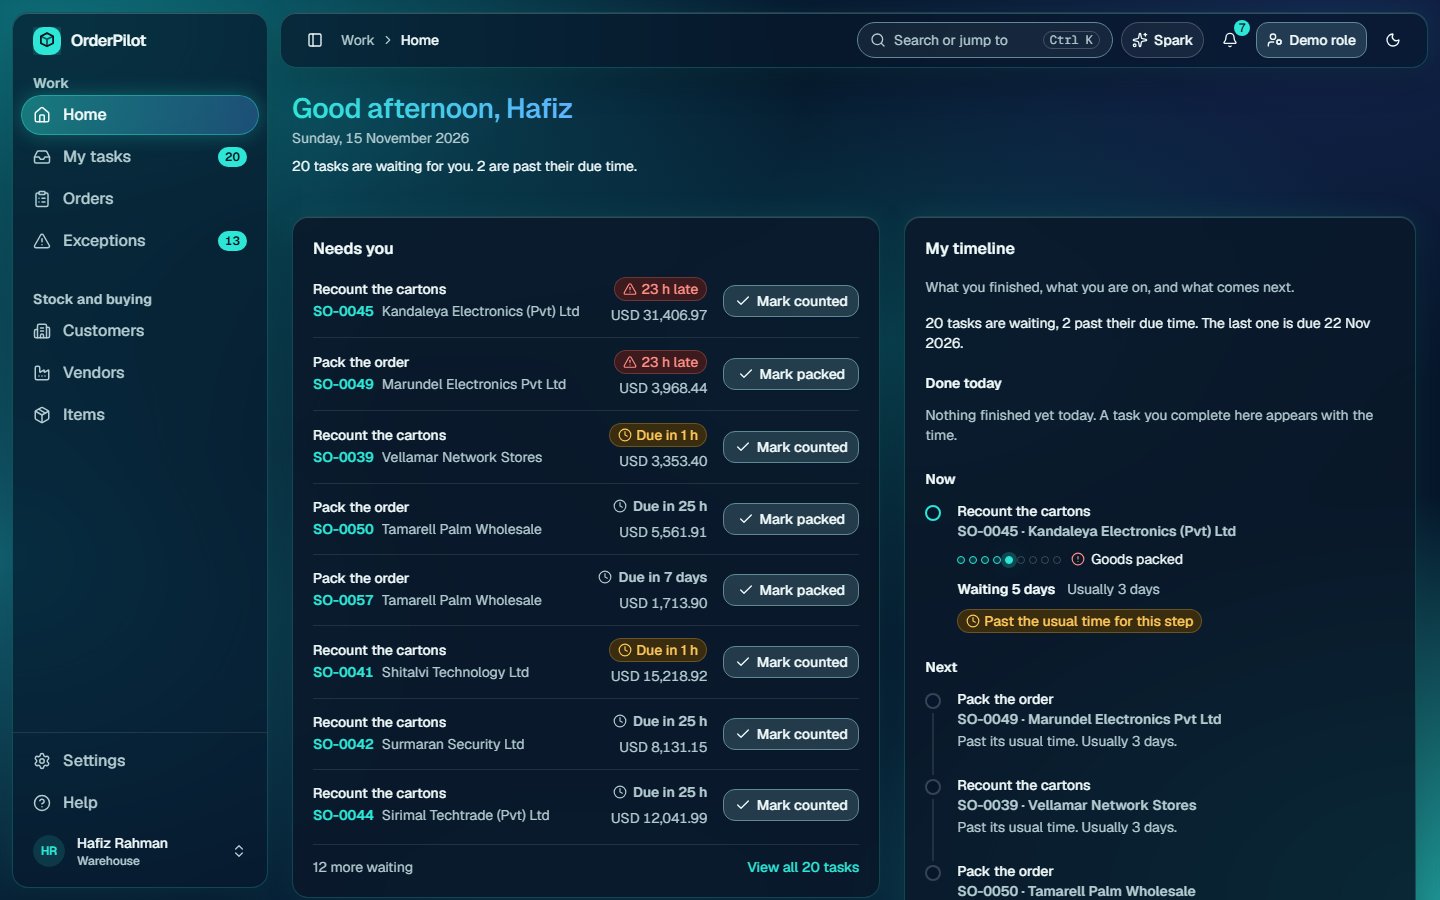 OrderPilot
Work
Home
My tasks 20
Orders
Exceptions 13
Stock and buying
Customers
Vendors
Items
Settings
Help
HR Hafiz Rahman
Warehouse
Work > Home
Search or jump to Ctrl K
Spark
7
Demo role
Good afternoon, Hafiz
Sunday, 15 November 2026
20 tasks are waiting for you. 2 are past their due time.
Needs you
Recount the cartons 23 h late
SO-0045 Kandaleya Electronics (Pvt) Ltd USD 31,406.97 Mark counted
Pack the order 23 h late
SO-0049 Marundel Electronics Pvt Ltd USD 3,968.44 Mark packed
Recount the cartons Due in 1 h
SO-0039 Vellamar Network Stores USD 3,353.40 Mark counted
Pack the order Due in 25 h
SO-0050 Tamarell Palm Wholesale USD 5,561.91 Mark packed
Pack the order Due in 7 days
SO-0057 Tamarell Palm Wholesale USD 1,713.90 Mark packed
Recount the cartons Due in 1 h
SO-0041 Shitalvi Technology Ltd USD 15,218.92 Mark counted
Recount the cartons Due in 25 h
SO-0042 Surmaran Security Ltd USD 8,131.15 Mark counted
Recount the cartons Due in 25 h
SO-0044 Sirimal Techtrade (Pvt) Ltd USD 12,041.99 Mark counted
12 more waiting View all 20 tasks
My timeline
What you finished, what you are on, and what comes next.
20 tasks are waiting, 2 past their due time. The last one is due 22 Nov
2026.
Done today
Nothing finished yet today. A task you complete here appears with the
time.
Now
Recount the cartons
SO-0045 · Kandaleya Electronics (Pvt) Ltd
Goods packed
Waiting 5 days Usually 3 days
Past the usual time for this step
Next
Pack the order
SO-0049 · Marundel Electronics Pvt Ltd
Past its usual time. Usually 3 days.
Recount the cartons
SO-0039 · Vellamar Network Stores
Past its usual time. Usually 3 days.
Pack the order
SO-0050 · Tamarell Palm Wholesale